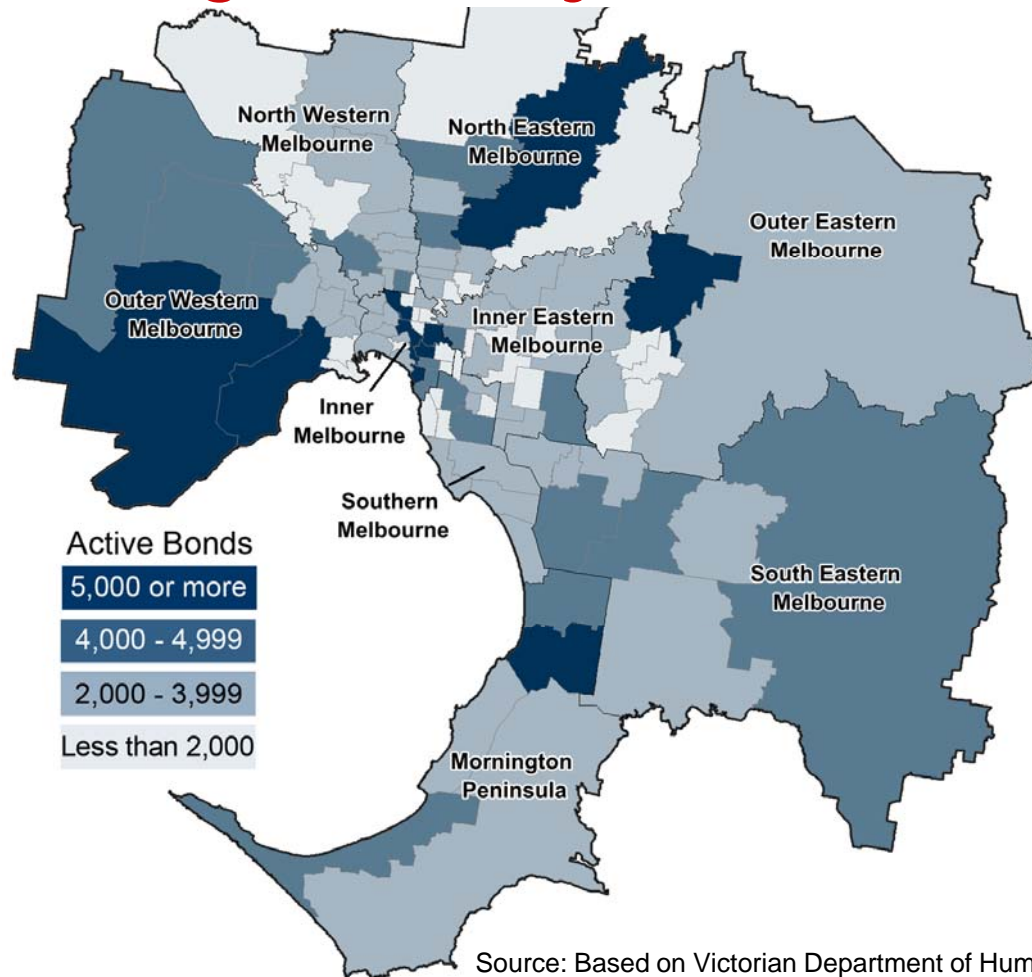 North Western
Melbourne
North Eastern
Melbourne
Outer Eastern
Melbourne
Outer Western
Melbourne
Inner Eastern
Melbourne
Inner
Melbourne
Southern
Melbourne
Active Bonds
5,000 or more
4,000 - 4,999
2,000 - 3,999
Less than 2,000
South Eastern
Melbourne
Mornington
Peninsula
Source: Based on Victorian Department of Hum